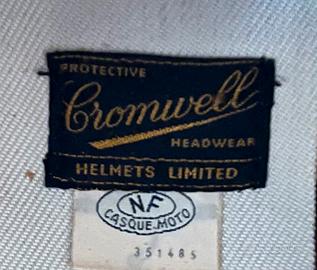 PROTECTIVE
Cromwell
HEADWEAR
HELMETS LIMITED
NF
CASQUE.MOTO
351485